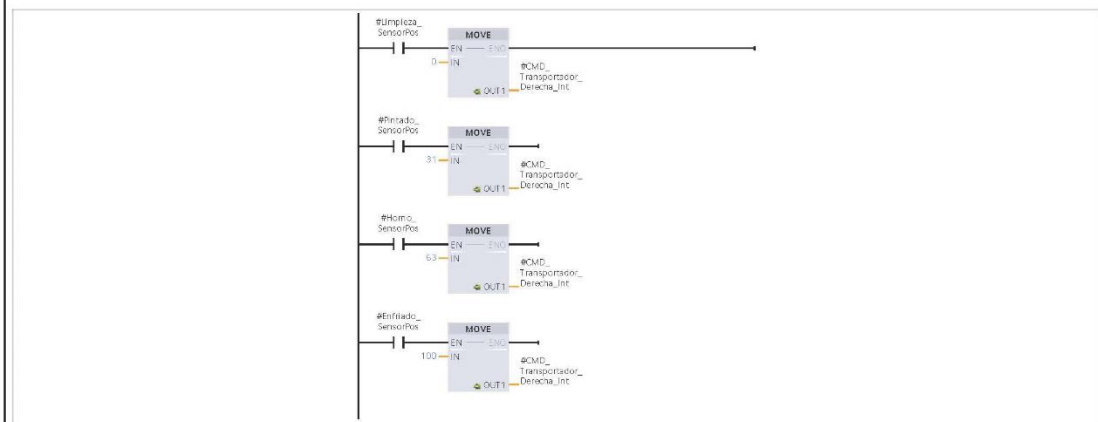 #Limpieza_
SensorPos
MOVE
EN ENO
0 IN
#CMD_
Transportador_
OUT1 Derecha_Int
#Pintado_
SensorPos
MOVE
EN ENO
31 IN
#CMD_
Transportador_
OUT1 Derecha_Int
#Horno_
SensorPos
MOVE
EN ENO
63 IN
#CMD_
Transportador_
OUT1 Derecha_Int
#Enfriado_
SensorPos
MOVE
EN ENO
100 IN
#CMD_
Transportador_
OUT1 Derecha_Int